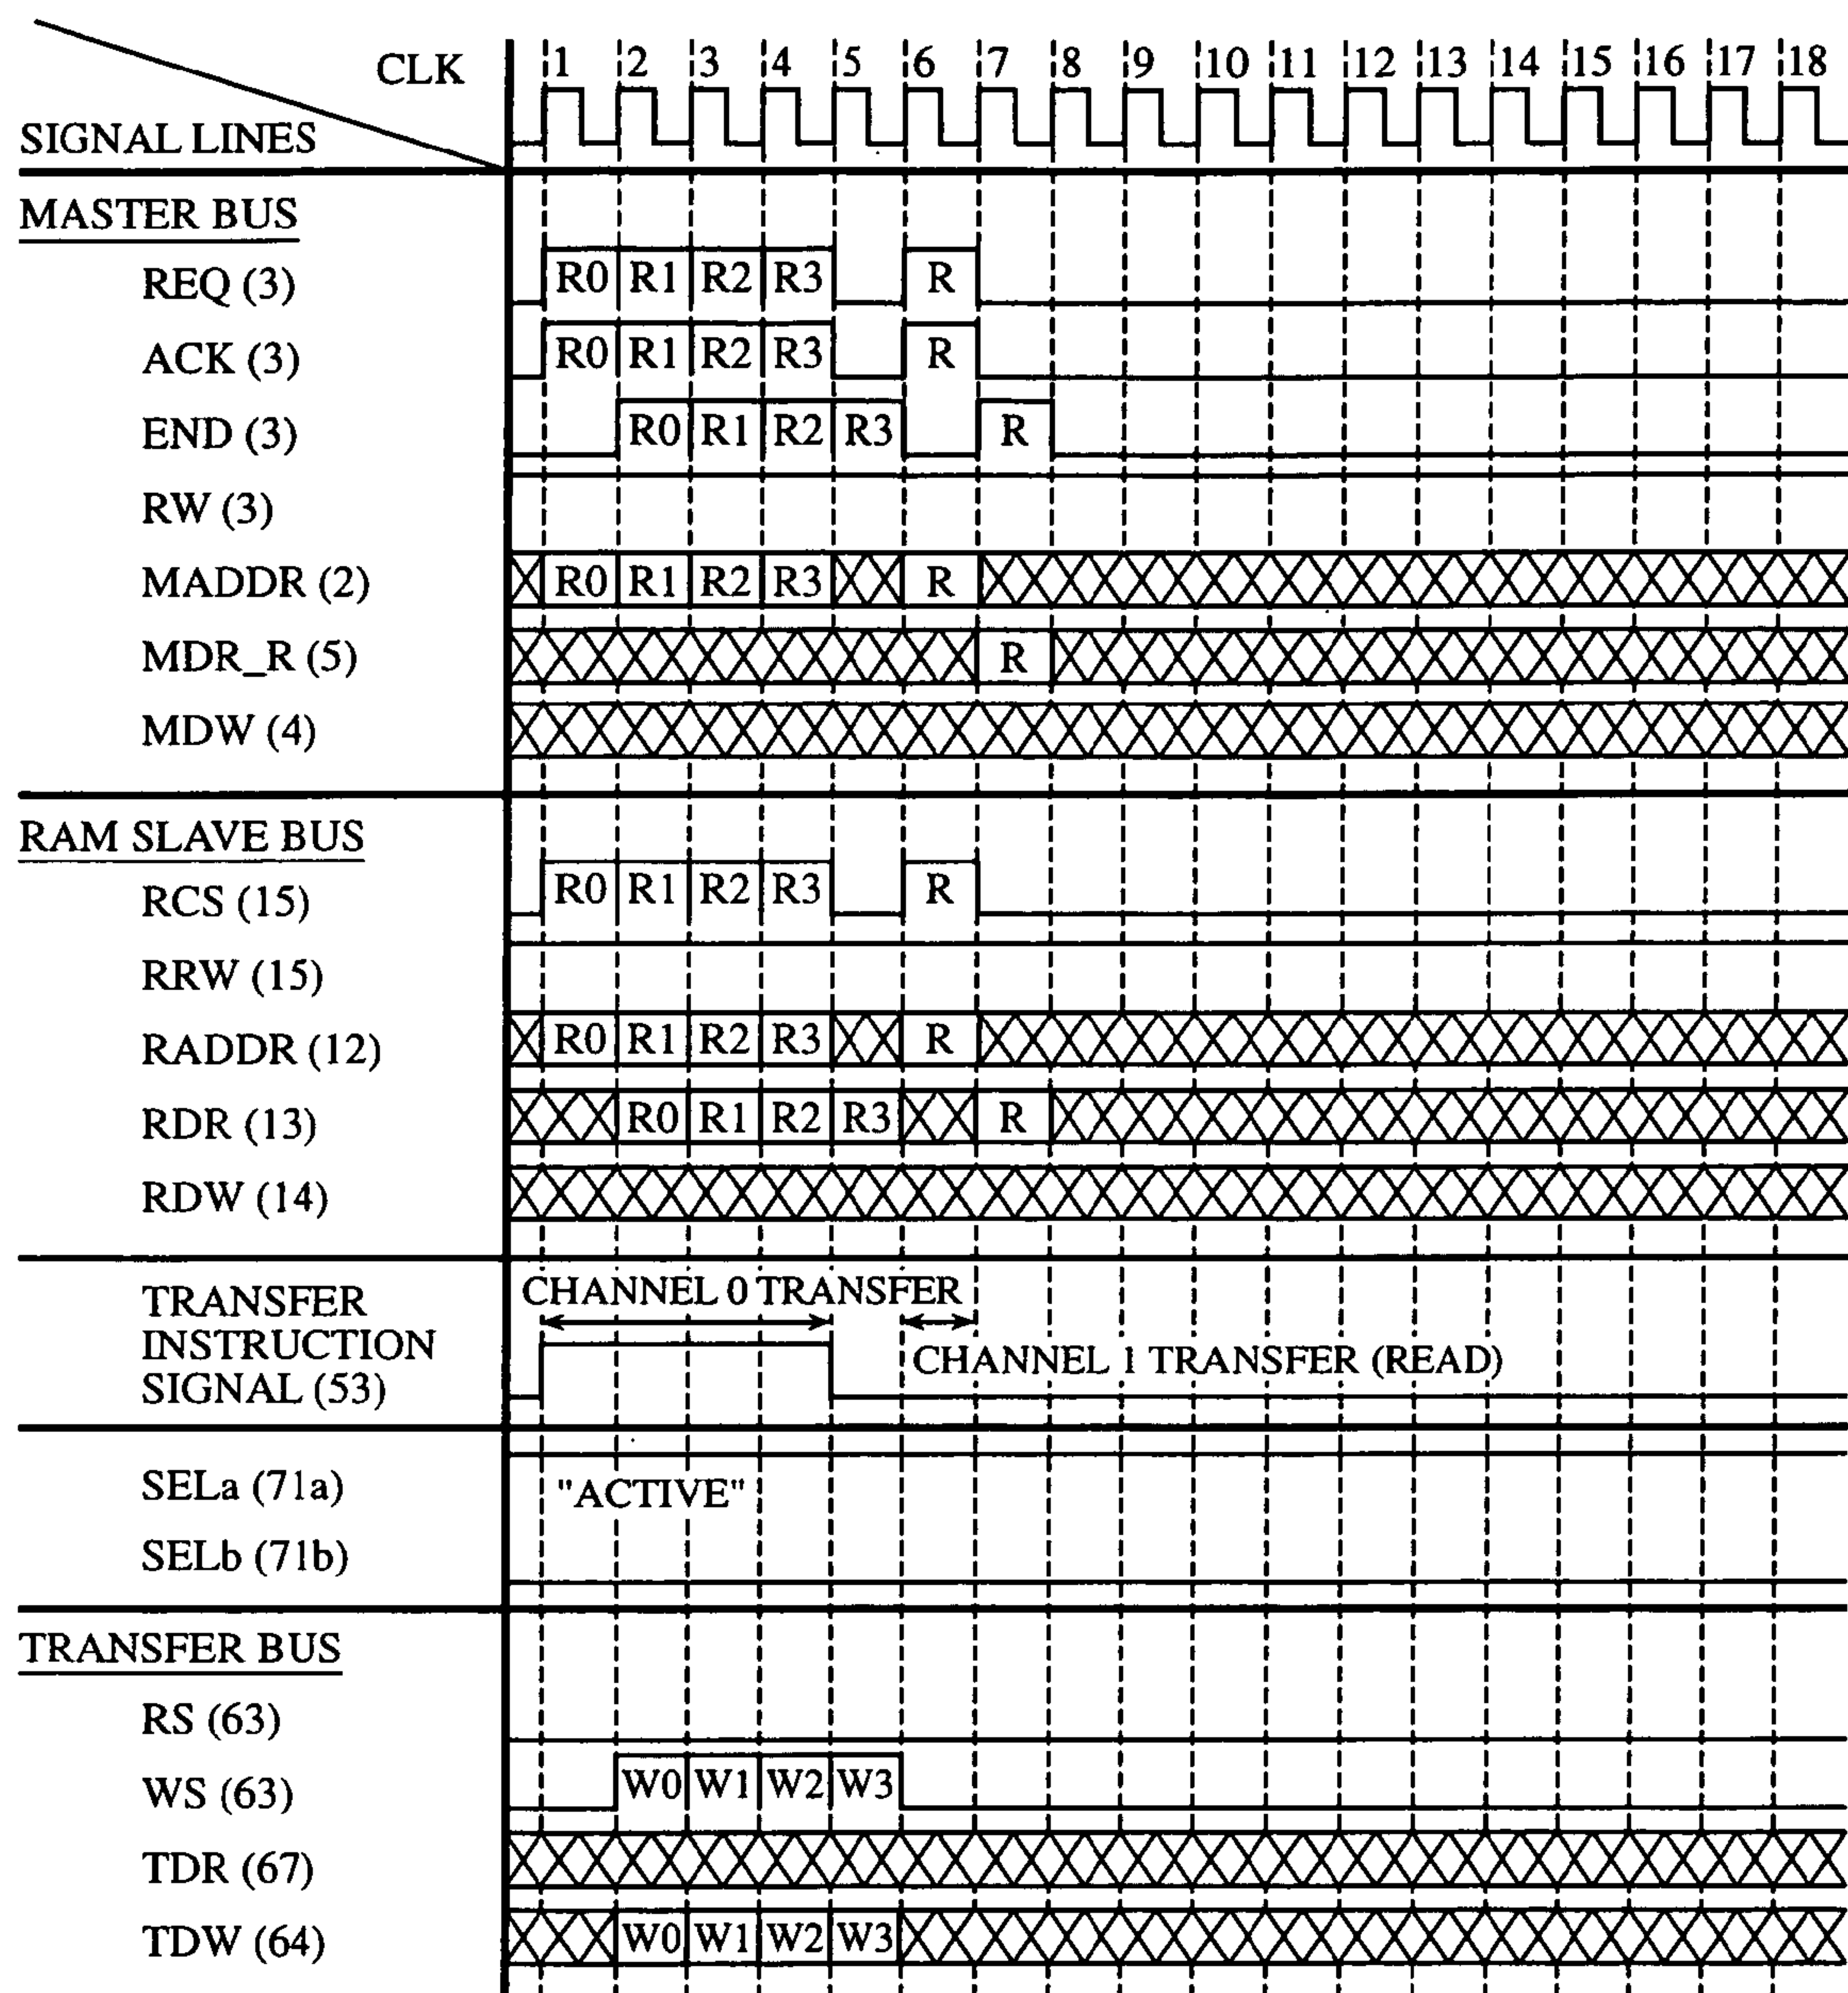 CLK 1 2 3 4 5 6 7 8 9 10 11 12 13 14 15 16 17 18
SIGNAL LINES
MASTER BUS
REQ (3) R0 R1 R2 R3 R
ACK (3) R0 R1 R2 R3 R
END (3) R0 R1 R2 R3 R
RW (3)
MADDR (2) R0 R1 R2 R3 R
MDR_R (5) R
MDW (4)
RAM SLAVE BUS
RCS (15) R0 R1 R2 R3 R
RRW (15)
RADDR (12) R0 R1 R2 R3 R
RDR (13) R0 R1 R2 R3 R
RDW (14)
CHANNEL 0 TRANSFER
TRANSFER
INSTRUCTION
SIGNAL (53)
CHANNEL 1 TRANSFER (READ)
SELa (71a) "ACTIVE"
SELb (71b)
TRANSFER BUS
RS (63)
WS (63) W0 W1 W2 W3
TDR (67)
TDW (64) W0 W1 W2 W3